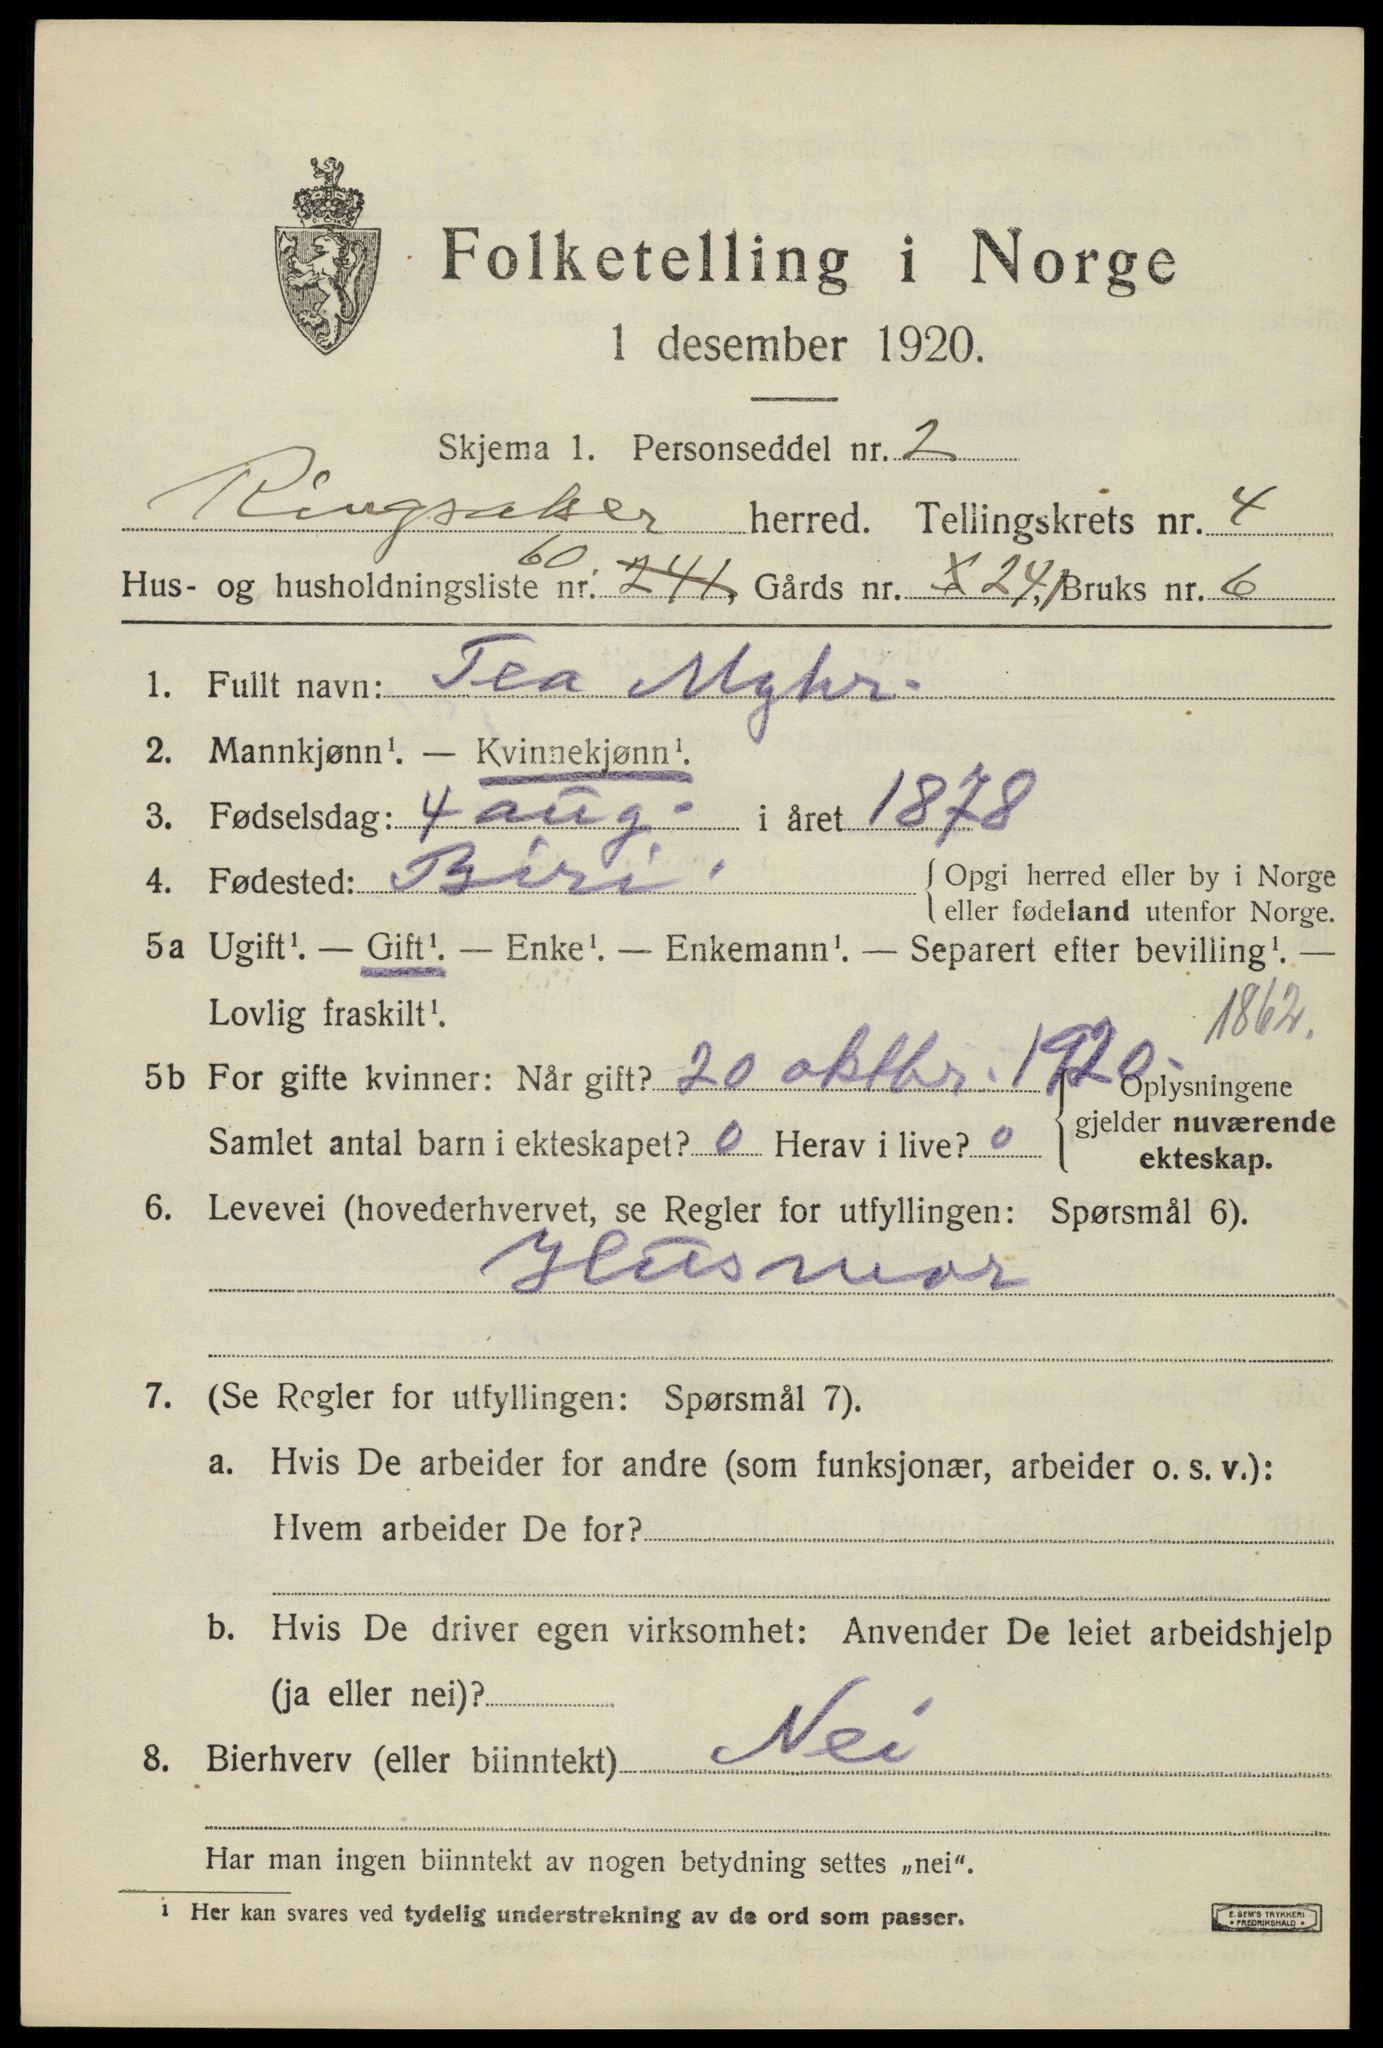 Folketelling i Norge
1 desember 1920.
Skjema 1. Personseddel nr. 2
Ringsaker herred. Tellingskrets nr. 4
60.
Hus- og husholdningsliste nr. 241, Gårds nr. X 241, Bruks nr. 6
1. Fullt navn: Tea Myhr.
2. Mannkjønn¹. — Kvinnekjønn¹.
3. Fødselsdag: 4 aug. i året 1878
4. Fødested: Biri { Opgi herred eller by i Norge
eller fødeland utenfor Norge.
5a Ugift¹. — Gift¹. — Enke¹. — Enkemann¹. — Separert efter bevilling¹. —
Lovlig fraskilt¹.
1862.
5b For gifte kvinner: Når gift? 20 oktbr. 1920. { Oplysningene
gjelder nuværende
ekteskap.
Samlet antal barn i ekteskapet? 0 Herav i live? 0
6. Levevei (hovederhvervet, se Regler for utfyllingen: Spørsmål 6).
Husmor
7. (Se Regler for utfyllingen: Spørsmål 7).
a. Hvis De arbeider for andre (som funksjonær, arbeider o. s. v.):
Hvem arbeider De for?
b. Hvis De driver egen virksomhet: Anvender De leiet arbeidshjelp
(ja eller nei)?
8. Bierhverv (eller biinntekt) Nei
Har man ingen biinntekt av nogen betydning settes „nei“.
¹ Her kan svares ved tydelig understrekning av de ord som passer.
E. SEM'S TRYKKERI
• FREDRIKSHALD •